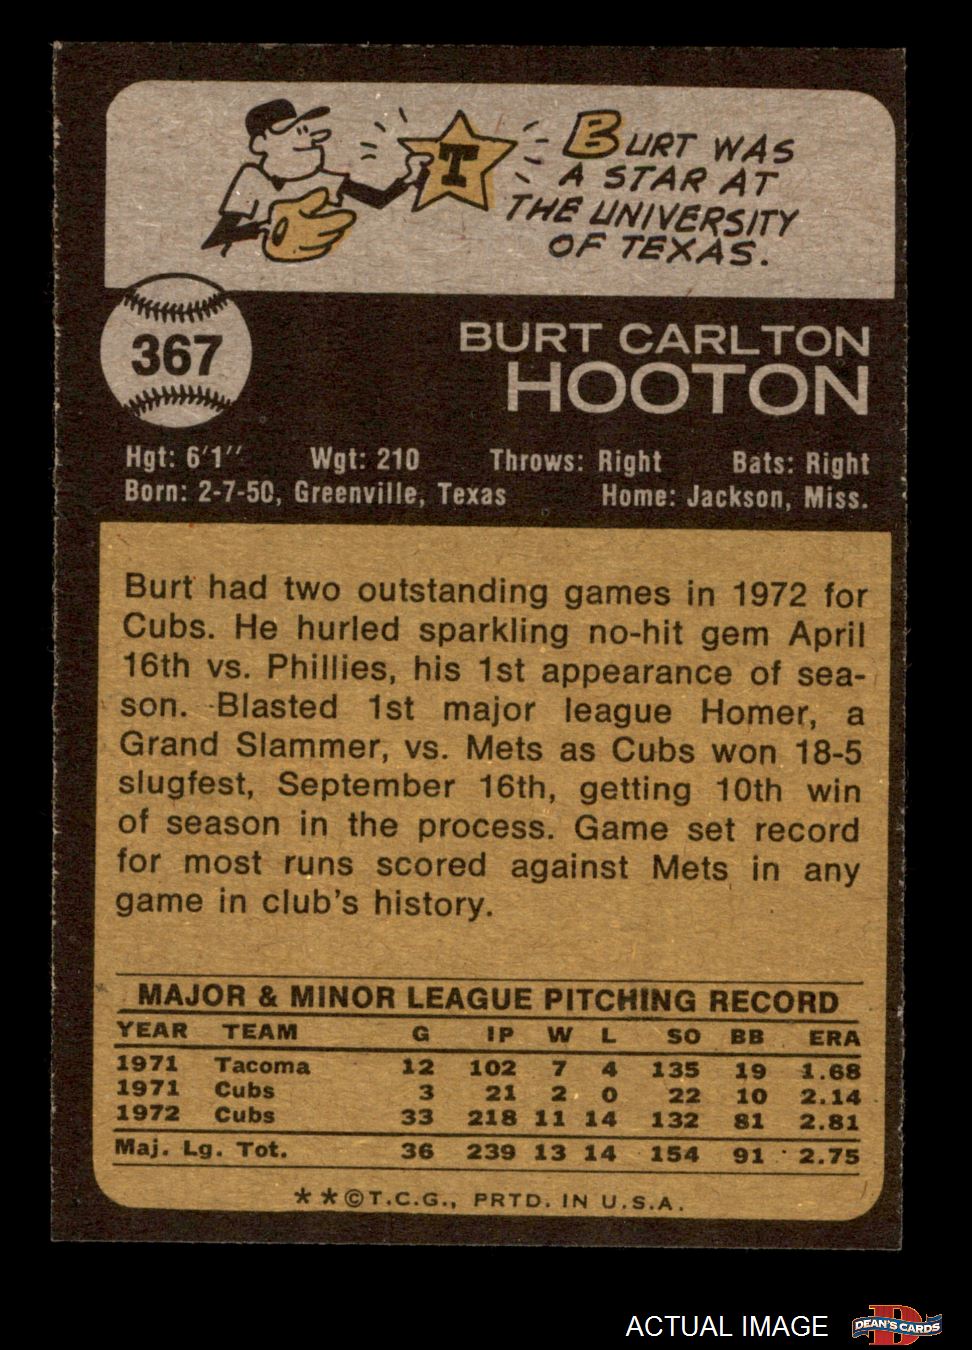 T
BURT WAS
A STAR AT
THE UNIVERSITY
OF TEXAS.
367
BURT CARLTON
HOOTON
Hgt: 6'1" Wgt: 210 Throws: Right Bats: Right
Born: 2-7-50, Greenville, Texas Home: Jackson, Miss.
Burt had two outstanding games in 1972 for
Cubs. He hurled sparkling no-hit gem April
16th vs. Phillies, his 1st appearance of sea-
son. Blasted 1st major league Homer, a
Grand Slammer, vs. Mets as Cubs won 18-5
slugfest, September 16th, getting 10th win
of season in the process. Game set record
for most runs scored against Mets in any
game in club's history.
MAJOR & MINOR LEAGUE PITCHING RECORD
YEAR TEAM G IP W L SO BB ERA
1971 Tacoma 12 102 7 4 135 19 1.68
1971 Cubs 3 21 2 0 22 10 2.14
1972 Cubs 33 218 11 14 132 81 2.81
Maj. Lg. Tot. 36 239 13 14 154 91 2.75
**©T.C.G., PRTD. IN U.S.A.
ACTUAL IMAGE
D
DEAN'S CARDS